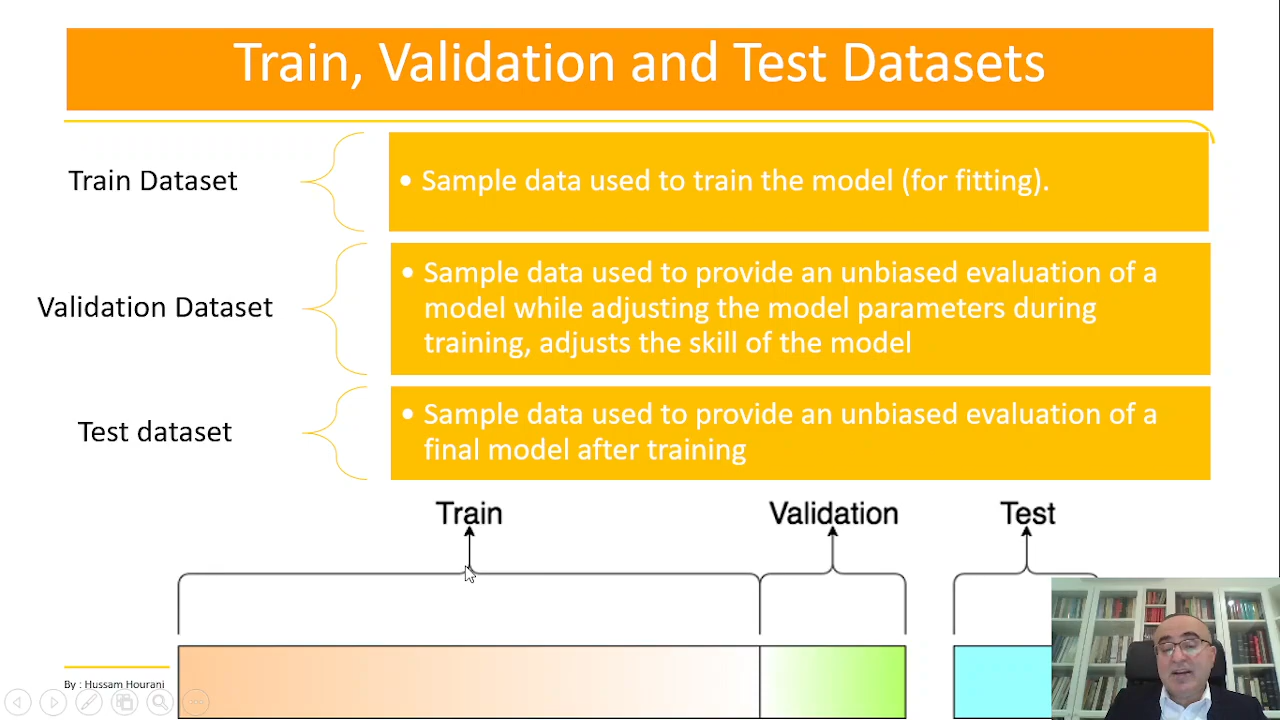 Train, Validation and Test Datasets
Train Dataset
• Sample data used to train the model (for fitting).
Validation Dataset
• Sample data used to provide an unbiased evaluation of a
model while adjusting the model parameters during
training, adjusts the skill of the model
Test dataset
• Sample data used to provide an unbiased evaluation of a
final model after training
Train
Validation
Test
By : Hussam Hourani